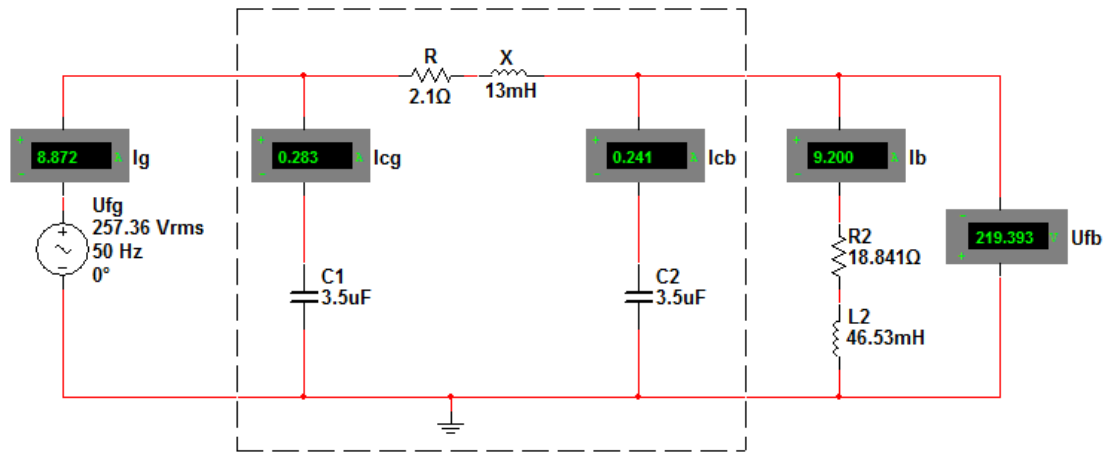 R
2.1Ω
X
13mH
+
-
8.872 A
Ig
+
-
0.283 A
Icg
+
-
0.241 A
Icb
+
-
9.200 A
Ib
Ufg
257.36 Vrms
50 Hz
0°
+
-
C1
3.5uF
C2
3.5uF
R2
18.841Ω
L2
46.53mH
-
+
219.393 V
Ufb